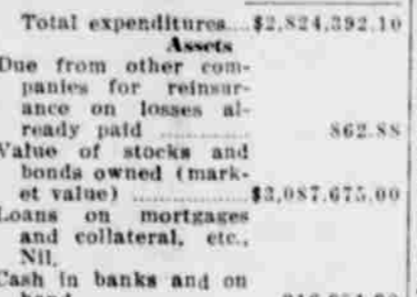 Total expenditures....$2,824,392.10
Assets
Due from other com-
panies for reinsur-
ance on losses al-
ready paid ............ 862.88
Value of stocks and
bonds owned (mark-
et value) ..............$3,087,675.00
Loans on mortgages
and collateral, etc.,
Nil.
Cash in banks and on